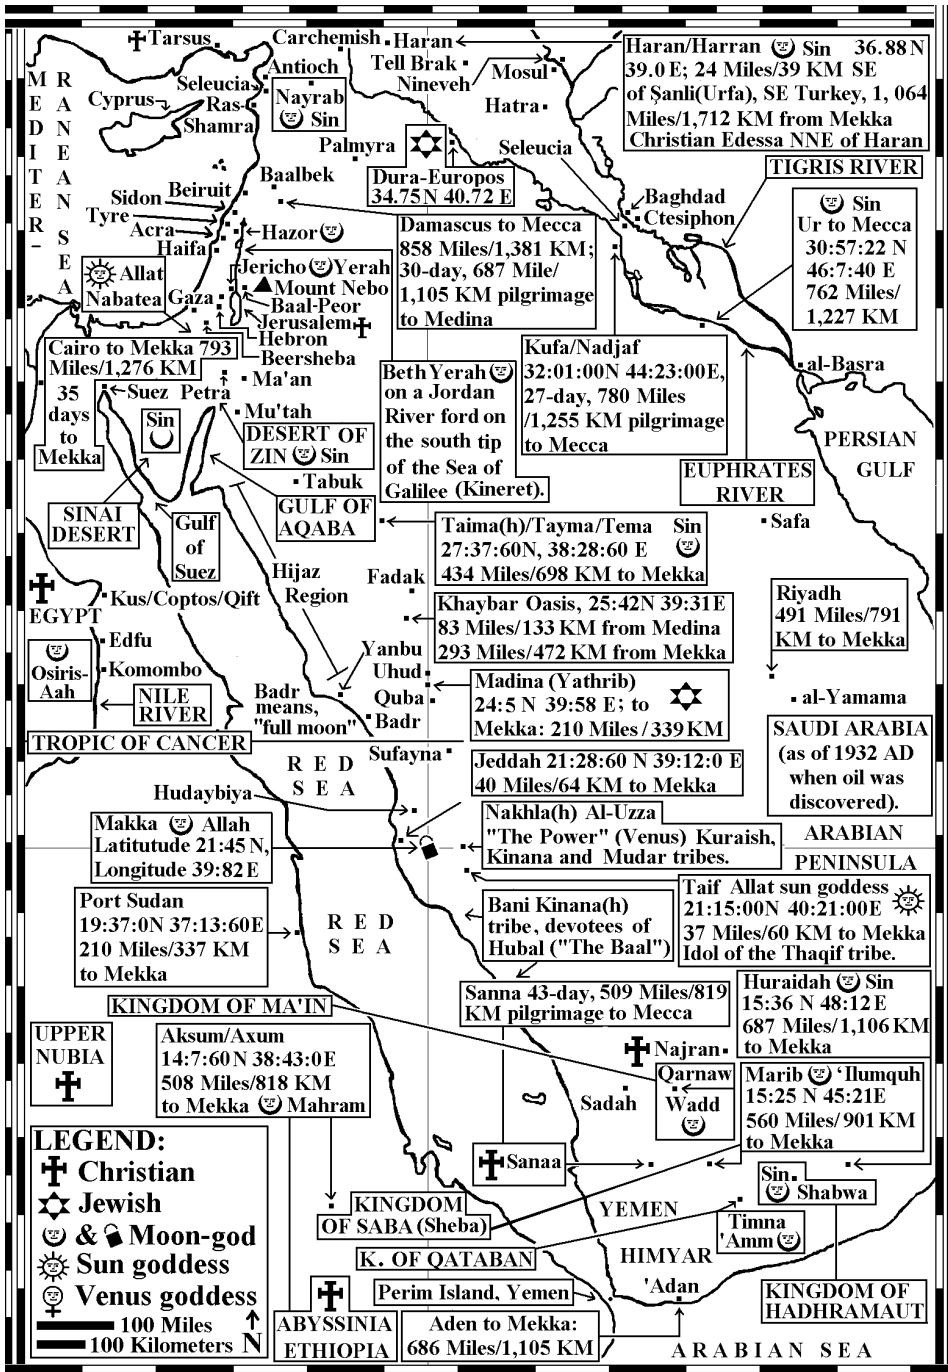 Tarsus
Carchemish
Haran
Tell Brak
Nineveh
Mosul
Hatra
Antioch
Seleucia
Cyprus
Ras-
Shamra
Nayrab
Sin
MEDITER-
RANEAN SEA
Haran/Harran Sin 36.88N
39.0E; 24 Miles/39 KM SE
of Şanli(Urfa), SE Turkey, 1, 064
Miles/1,712 KM from Mekka
Christian Edessa NNE of Haran
TIGRIS RIVER
Palmyra
Seleucia
Dura-Europos
34.75N 40.72 E
Baalbek
Beiruit
Sidon
Tyre
Acra
Haifa
Hazor
Baghdad
Ctesiphon
Sin
Ur to Mecca
30:57:22 N
46:7:40 E
762 Miles/
1,227 KM
Damascus to Mecca
858 Miles/1,381 KM;
30-day, 687 Mile/
1,105 KM pilgrimage
to Medina
Allat
Nabatea
Jericho Yerah
Mount Nebo
Baal-Peor
Jerusalem
Gaza
Hebron
Beersheba
Cairo to Mekka 793
Miles/1,276 KM
35
days
to
Mekka
Suez
Petra
Ma'an
Mu'tah
Sin
DESERT OF
ZIN Sin
Tabuk
Beth Yerah
on a Jordan
River ford on
the south tip
of the Sea of
Galilee (Kineret).
Kufa/Nadjaf
32:01:00N 44:23:00E,
27-day, 780 Miles
/1,255 KM pilgrimage
to Mecca
al-Basra
PERSIAN
GULF
EUPHRATES
RIVER
SINAI
DESERT
Gulf
of
Suez
GULF OF
AQABA
Safa
Taima(h)/Tayma/Tema Sin
27:37:60N, 38:28:60 E
434 Miles/698 KM to Mekka
Hijaz
Region
Fadak
EGYPT
Kus/Coptos/Qift
Khaybar Oasis, 25:42N 39:31E
83 Miles/133 KM from Medina
293 Miles/472 KM from Mekka
Riyadh
491 Miles/791
KM to Mekka
Edfu
Osiris-
Aah
Komombo
NILE
RIVER
Yanbu
Uhud
Quba
Badr
Badr
means,
"full moon"
Madina (Yathrib)
24:5 N 39:58 E; to
Mekka: 210 Miles/339KM
al-Yamama
SAUDI ARABIA
(as of 1932 AD
when oil was
discovered).
TROPIC OF CANCER
RED
SEA
Sufayna
Jeddah 21:28:60 N 39:12:0 E
40 Miles/64 KM to Mekka
Hudaybiya
Makka Allah
Latitutude 21:45 N,
Longitude 39:82E
Nakhla(h) Al-Uzza
"The Power" (Venus) Kuraish,
Kinana and Mudar tribes.
ARABIAN
PENINSULA
Port Sudan
19:37:0N 37:13:60E
210 Miles/337 KM
to Mekka
RED
SEA
Bani Kinana(h)
tribe, devotees of
Hubal ("The Baal")
Taif Allat sun goddess
21:15:00N 40:21:00E
37 Miles/60 KM to Mekka
Idol of the Thaqif tribe.
KINGDOM OF MA'IN
Sanna 43-day, 509 Miles/819
KM pilgrimage to Mecca
Huraidah Sin
15:36 N 48:12E
687 Miles/1,106KM
to Mekka
UPPER
NUBIA
Aksum/Axum
14:7:60N 38:43:0E
508 Miles/818 KM
to Mekka Mahram
Najran
Sadah
Qarnaw
Wadd
Marib 'Ilumquh
15:25 N 45:21E
560 Miles/901KM
to Mekka
LEGEND:
Christian
Jewish
& Moon-god
Sun goddess
Venus goddess
100 Miles
100 Kilometers N
Sanaa
Sin
Shabwa
KINGDOM
OF SABA (Sheba)
YEMEN
Timna
'Amm
K. OF QATABAN
HIMYAR
'Adan
KINGDOM OF
HADHRAMAUT
Perim Island, Yemen
ABYSSINIA
ETHIOPIA
Aden to Mekka:
686 Miles/1,105 KM
ARABIAN SEA